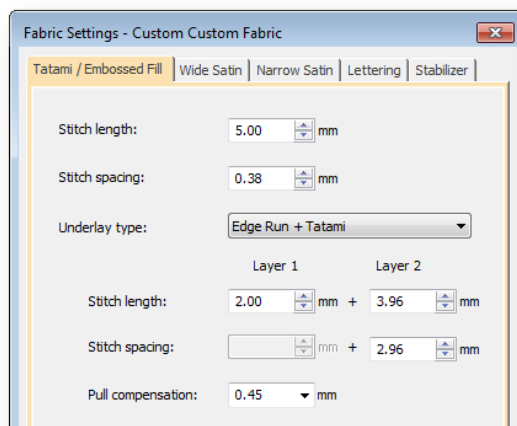 Fabric Settings - Custom Custom Fabric
Tatami / Embossed Fill Wide Satin Narrow Satin Lettering Stabilizer
Stitch length: 5.00 mm
Stitch spacing: 0.38 mm
Underlay type: Edge Run + Tatami
Layer 1 Layer 2
Stitch length: 2.00 mm + 3.96 mm
Stitch spacing: mm + 2.96 mm
Pull compensation: 0.45 mm